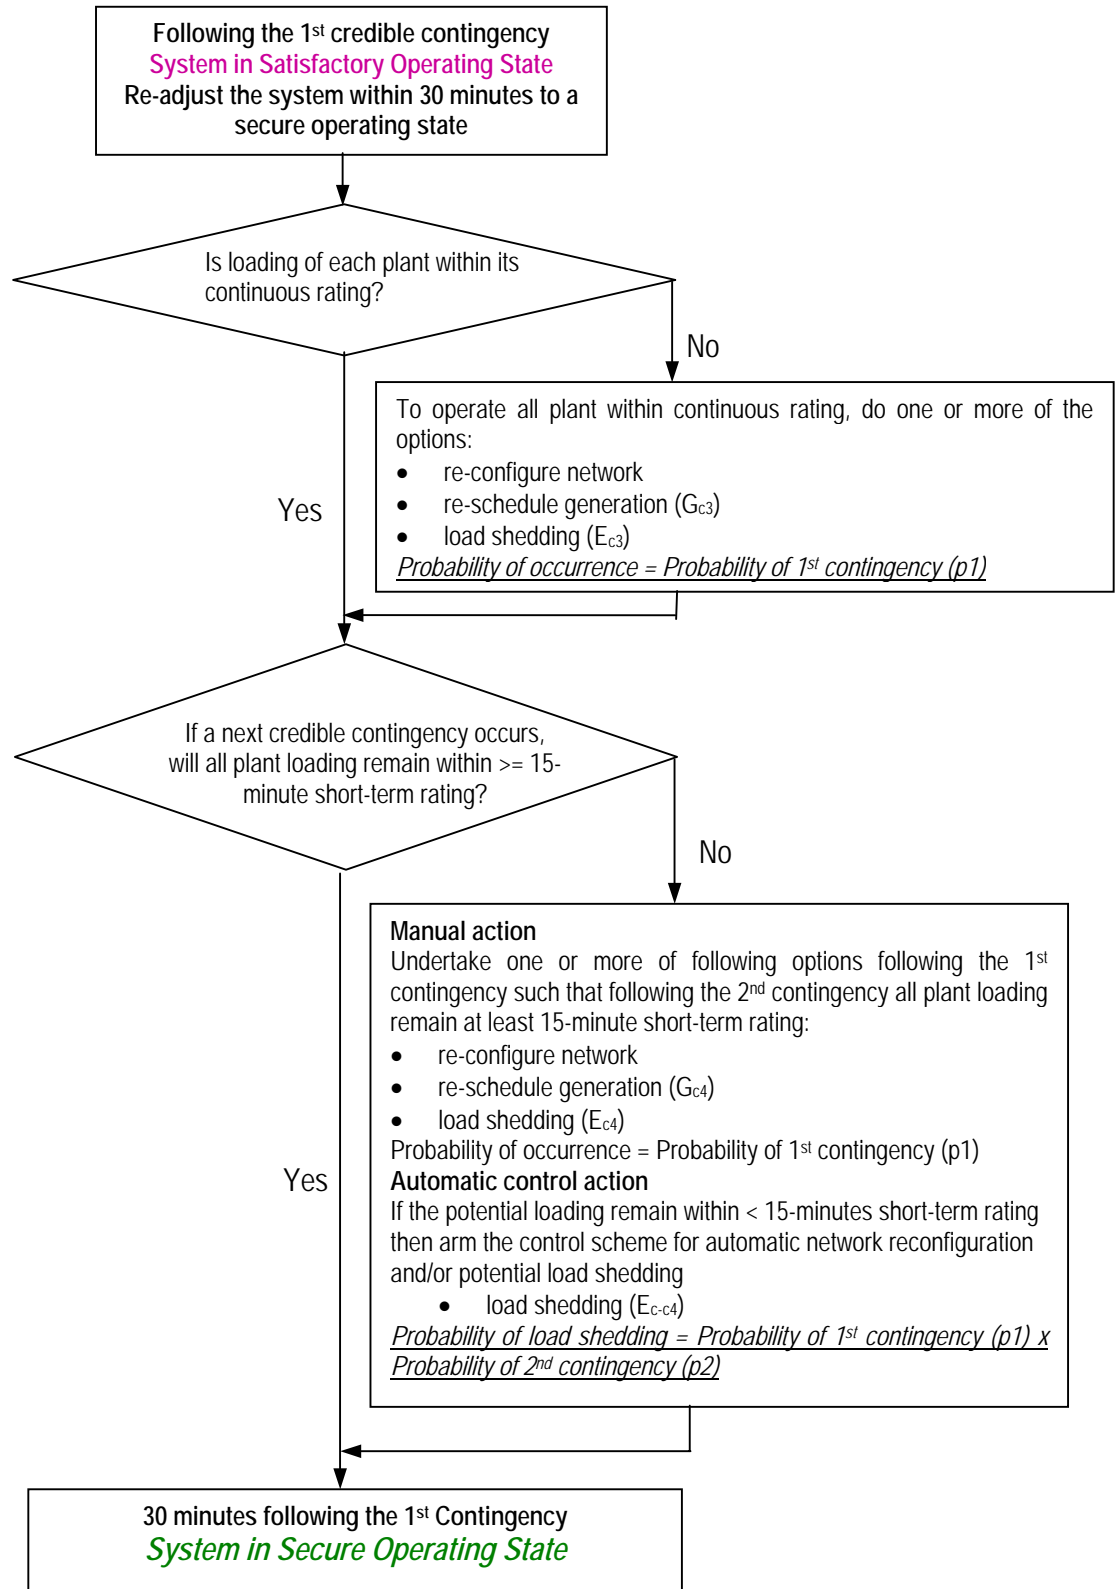 Following the 1st credible contingency
System in Satisfactory Operating State
Re-adjust the system within 30 minutes to a
secure operating state
Is loading of each plant within its
continuous rating?
No
To operate all plant within continuous rating, do one or more of the
options:
• re-configure network
• re-schedule generation (Gc3)
• load shedding (Ec3)
Probability of occurrence = Probability of 1st contingency (p1)
Yes
If a next credible contingency occurs,
will all plant loading remain within >= 15-
minute short-term rating?
No
Manual action
Undertake one or more of following options following the 1st
contingency such that following the 2nd contingency all plant loading
remain at least 15-minute short-term rating:
• re-configure network
• re-schedule generation (Gc4)
• load shedding (Ec4)
Probability of occurrence = Probability of 1st contingency (p1)
Automatic control action
If the potential loading remain within < 15-minutes short-term rating
then arm the control scheme for automatic network reconfiguration
and/or potential load shedding
• load shedding (Ec-c4)
Probability of load shedding = Probability of 1st contingency (p1) x
Probability of 2nd contingency (p2)
Yes
30 minutes following the 1st Contingency
System in Secure Operating State